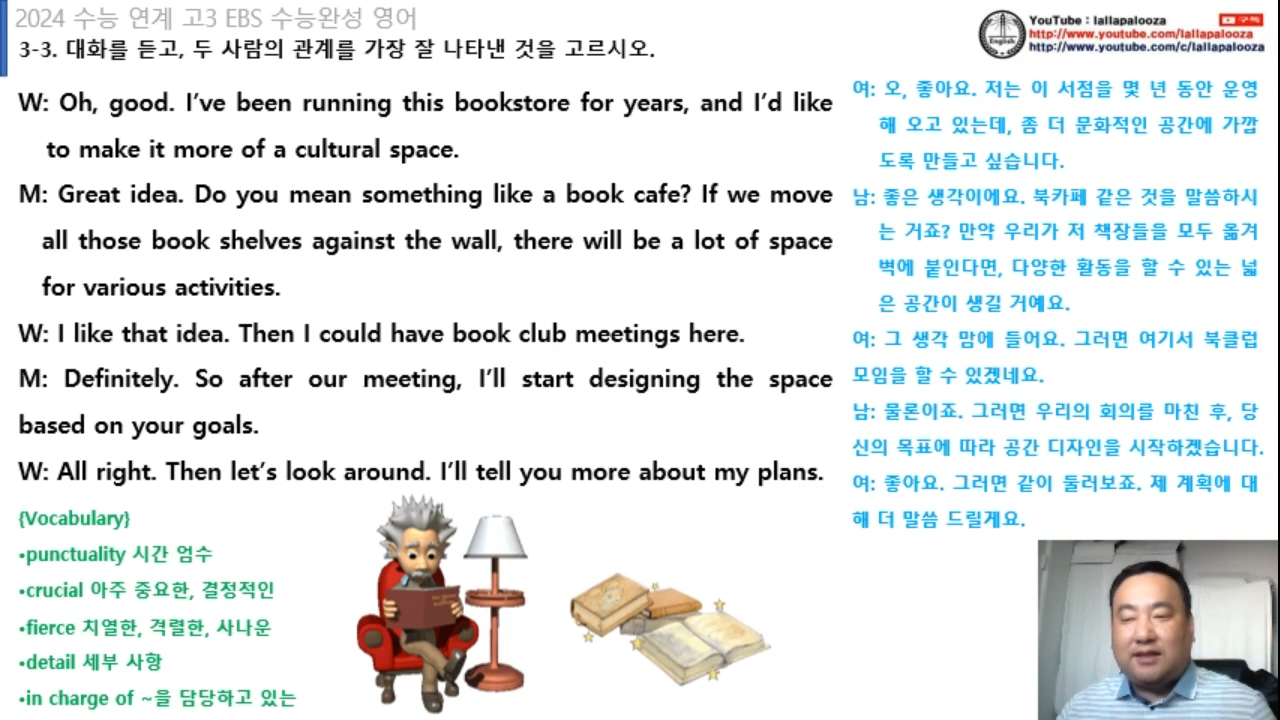 2024 수능 연계 고3 EBS 수능완성 영어
3-3. 대화를 듣고, 두 사람의 관계를 가장 잘 나타낸 것을 고르시오.
YouTube : lallapalooza
구독
http://www.youtube.com/lallapalooza
http://www.youtube.com/c/lallapalooza
English
W: Oh, good. I’ve been running this bookstore for years, and I’d like
to make it more of a cultural space.
M: Great idea. Do you mean something like a book cafe? If we move
all those book shelves against the wall, there will be a lot of space
for various activities.
W: I like that idea. Then I could have book club meetings here.
M: Definitely. So after our meeting, I’ll start designing the space
based on your goals.
W: All right. Then let’s look around. I’ll tell you more about my plans.
여: 오, 좋아요. 저는 이 서점을 몇 년 동안 운영
해 오고 있는데, 좀 더 문화적인 공간에 가깝
도록 만들고 싶습니다.
남: 좋은 생각이에요. 북카페 같은 것을 말씀하시
는 거죠? 만약 우리가 저 책장들을 모두 옮겨
벽에 붙인다면, 다양한 활동을 할 수 있는 넓
은 공간이 생길 거예요.
여: 그 생각 맘에 들어요. 그러면 여기서 북클럽
모임을 할 수 있겠네요.
남: 물론이죠. 그러면 우리의 회의를 마친 후, 당
신의 목표에 따라 공간 디자인을 시작하겠습니다.
여: 좋아요. 그러면 같이 둘러보죠. 제 계획에 대
해 더 말씀 드릴게요.
{Vocabulary}
•punctuality 시간 엄수
•crucial 아주 중요한, 결정적인
•fierce 치열한, 격렬한, 사나운
•detail 세부 사항
•in charge of ~을 담당하고 있는